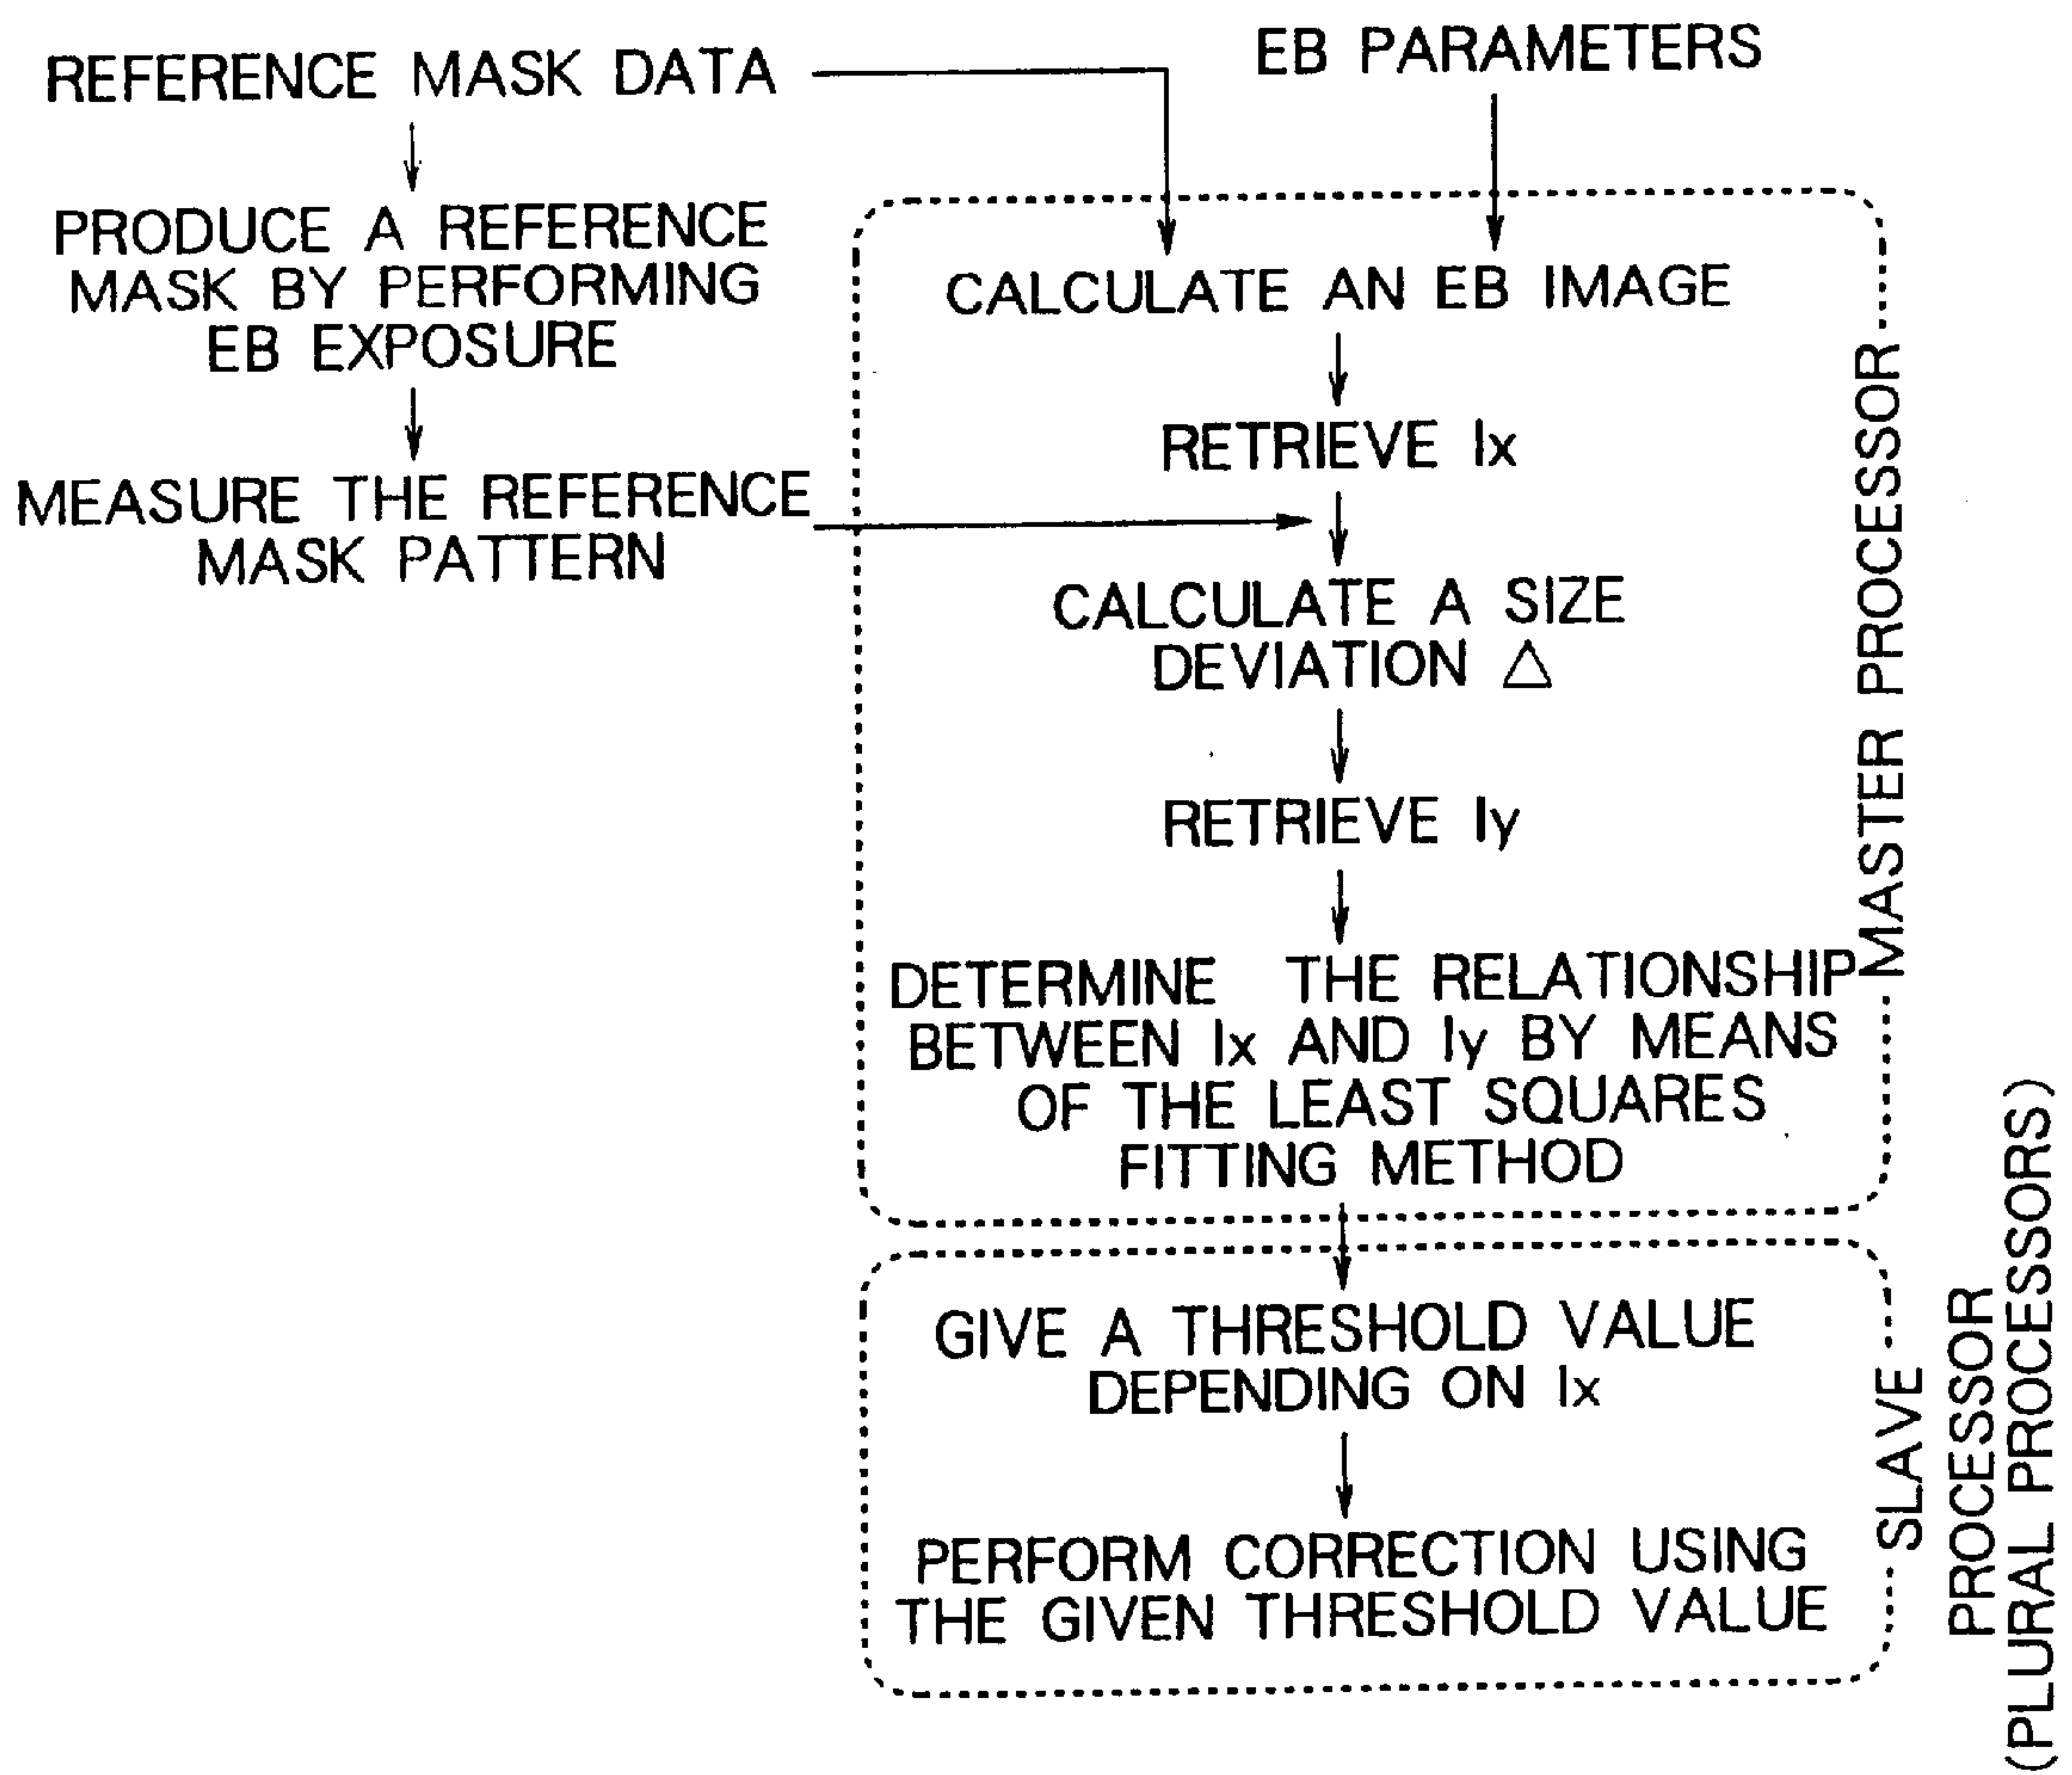 REFERENCE MASK DATA
EB PARAMETERS
PRODUCE A REFERENCE
MASK BY PERFORMING
EB EXPOSURE
MEASURE THE REFERENCE
MASK PATTERN
CALCULATE AN EB IMAGE
RETRIEVE Ix
CALCULATE A SIZE
DEVIATION △
RETRIEVE Iy
DETERMINE THE RELATIONSHIP
BETWEEN Ix AND Iy BY MEANS
OF THE LEAST SQUARES
FITTING METHOD
MASTER PROCESSOR
GIVE A THRESHOLD VALUE
DEPENDING ON Ix
PERFORM CORRECTION USING
THE GIVEN THRESHOLD VALUE
SLAVE
PROCESSOR
(PLURAL PROCESSORS)